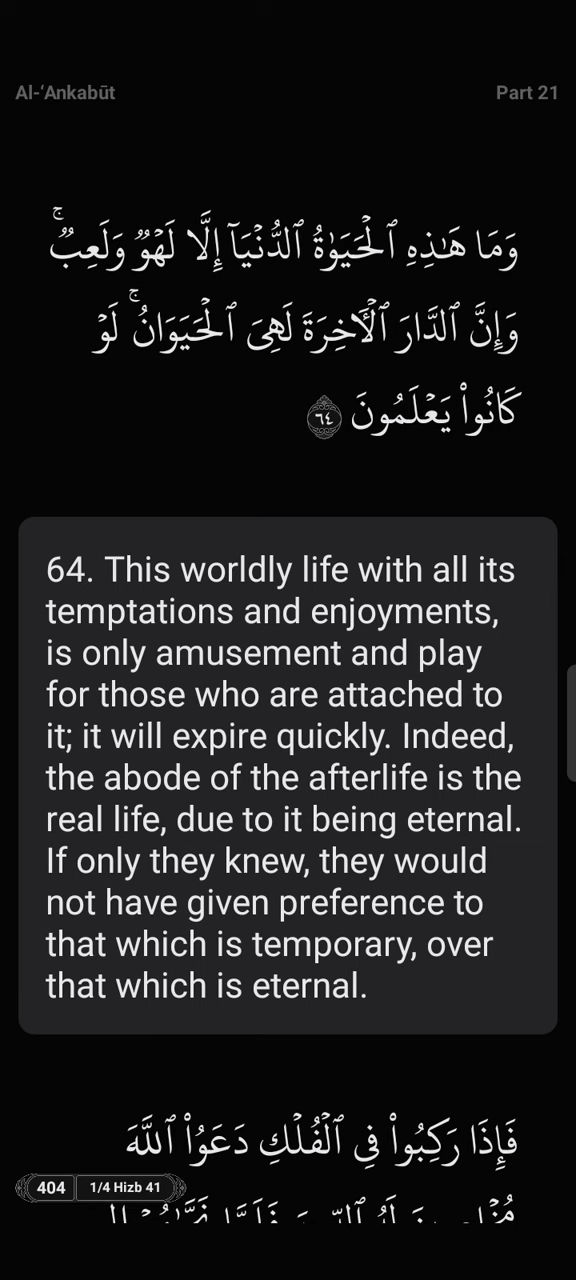 Al-‘Ankabūt
Part 21
وَمَا هَٰذِهِ ٱلْحَيَوٰةُ ٱلدُّنْيَآ إِلَّا لَهْوٌ وَلَعِبٌ ۚ
وَإِنَّ ٱلدَّارَ ٱلْآخِرَةَ لَهِىَ ٱلْحَيَوَانُ ۚ لَوْ
كَانُوا۟ يَعْلَمُونَ ٦٤
64. This worldly life with all its
temptations and enjoyments,
is only amusement and play
for those who are attached to
it; it will expire quickly. Indeed,
the abode of the afterlife is the
real life, due to it being eternal.
If only they knew, they would
not have given preference to
that which is temporary, over
that which is eternal.
فَإِذَا رَكِبُوا۟ فِى ٱلْفُلْكِ دَعَوُا۟ ٱللَّهَ
404
1/4 Hizb 41